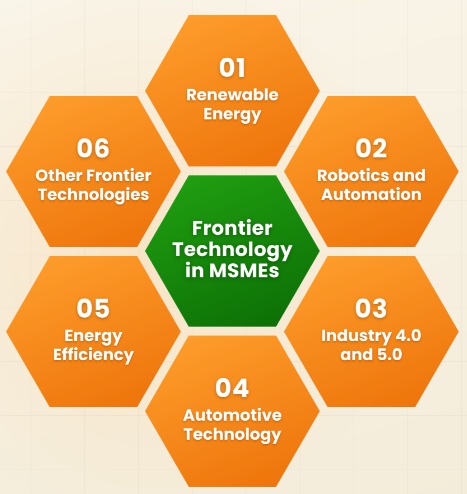 01
Renewable
Energy
02
Robotics and
Automation
03
Industry 4.0
and 5.0
04
Automotive
Technology
05
Energy
Efficiency
06
Other Frontier
Technologies
Frontier
Technology
in MSMEs